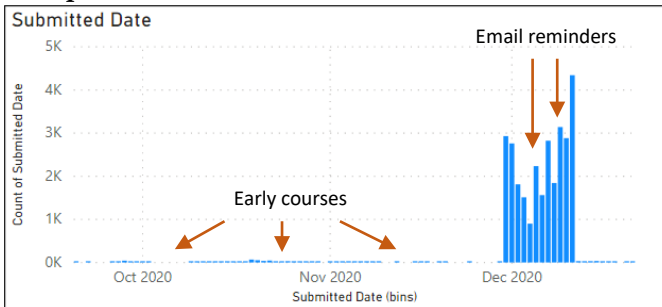 Submitted Date
Email reminders
5K
4K
3K
2K
1K
0K
Count of Submitted Date
Early courses
Oct 2020
Nov 2020
Dec 2020
Submitted Date (bins)